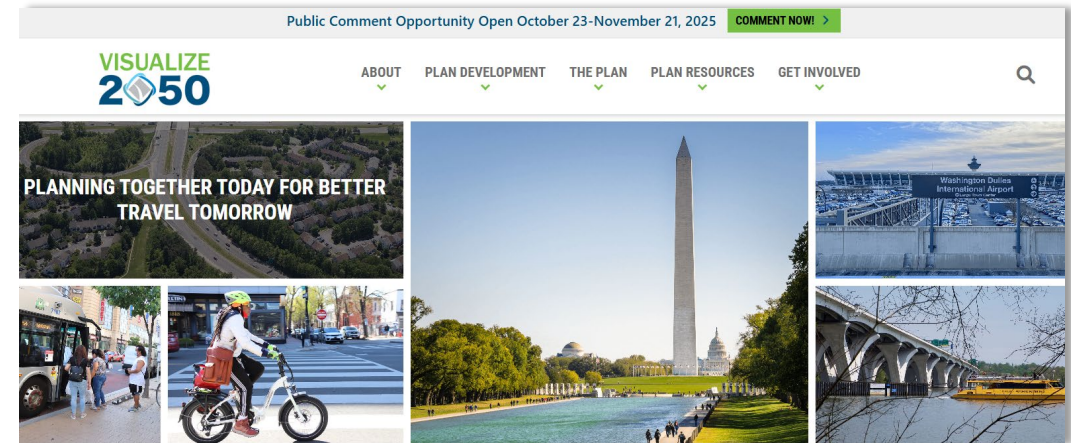 Public Comment Opportunity Open October 23-November 21, 2025 COMMENT NOW! >
VISUALIZE
2050
ABOUT PLAN DEVELOPMENT THE PLAN PLAN RESOURCES GET INVOLVED
PLANNING TOGETHER TODAY FOR BETTER
TRAVEL TOMORROW
Washington Dulles
International Airport